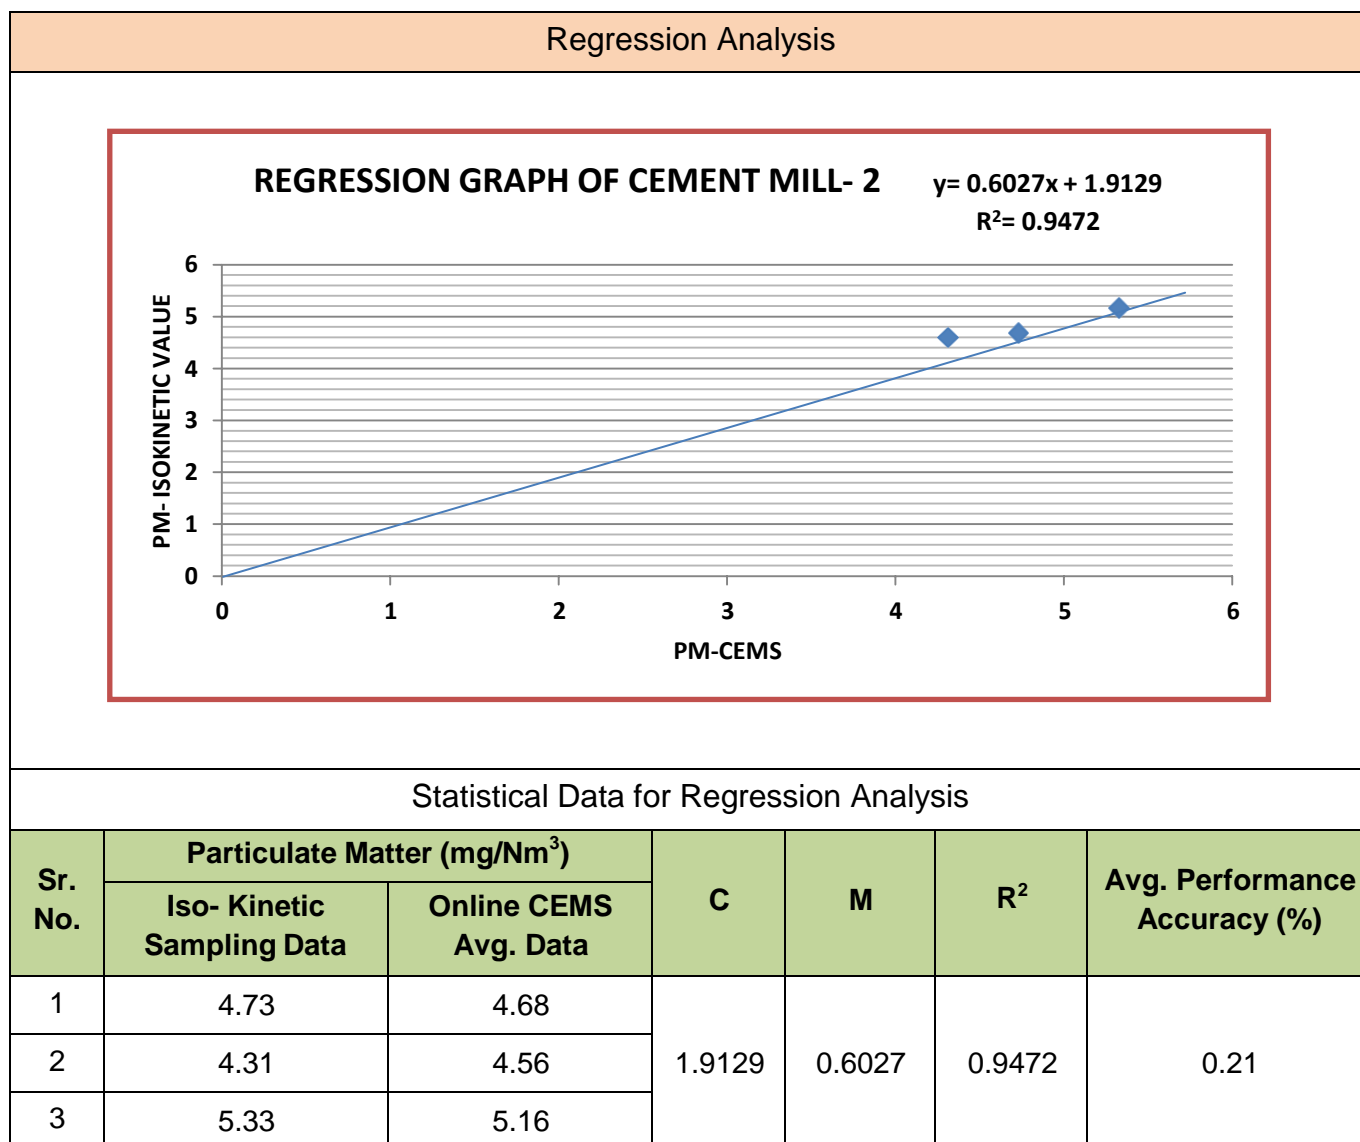 Regression Analysis
REGRESSION GRAPH OF CEMENT MILL- 2
y= 0.6027x + 1.9129
R²= 0.9472
PM- ISOKINETIC VALUE
6
5
4
3
2
1
0
0 1 2 3 4 5 6
PM-CEMS
Statistical Data for Regression Analysis
Sr. No.
Particulate Matter (mg/Nm³)
Iso- Kinetic
Sampling Data
Online CEMS
Avg. Data
C
M
R²
Avg. Performance
Accuracy (%)
1 4.73 4.68
2 4.31 4.56 1.9129 0.6027 0.9472 0.21
3 5.33 5.16